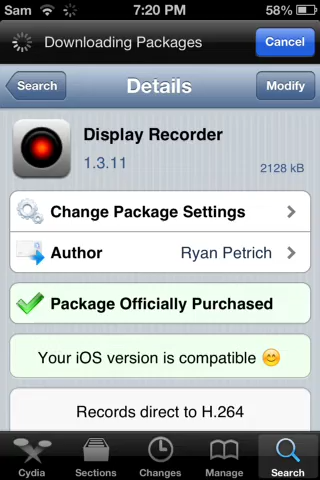 Sam 7:20 PM 58%
Downloading Packages Cancel
Search Details Modify
Display Recorder
1.3.11 2128 kB
Change Package Settings
Author Ryan Petrich
Package Officially Purchased
Your iOS version is compatible 😊
Records direct to H.264
Cydia Sections Changes Manage Search